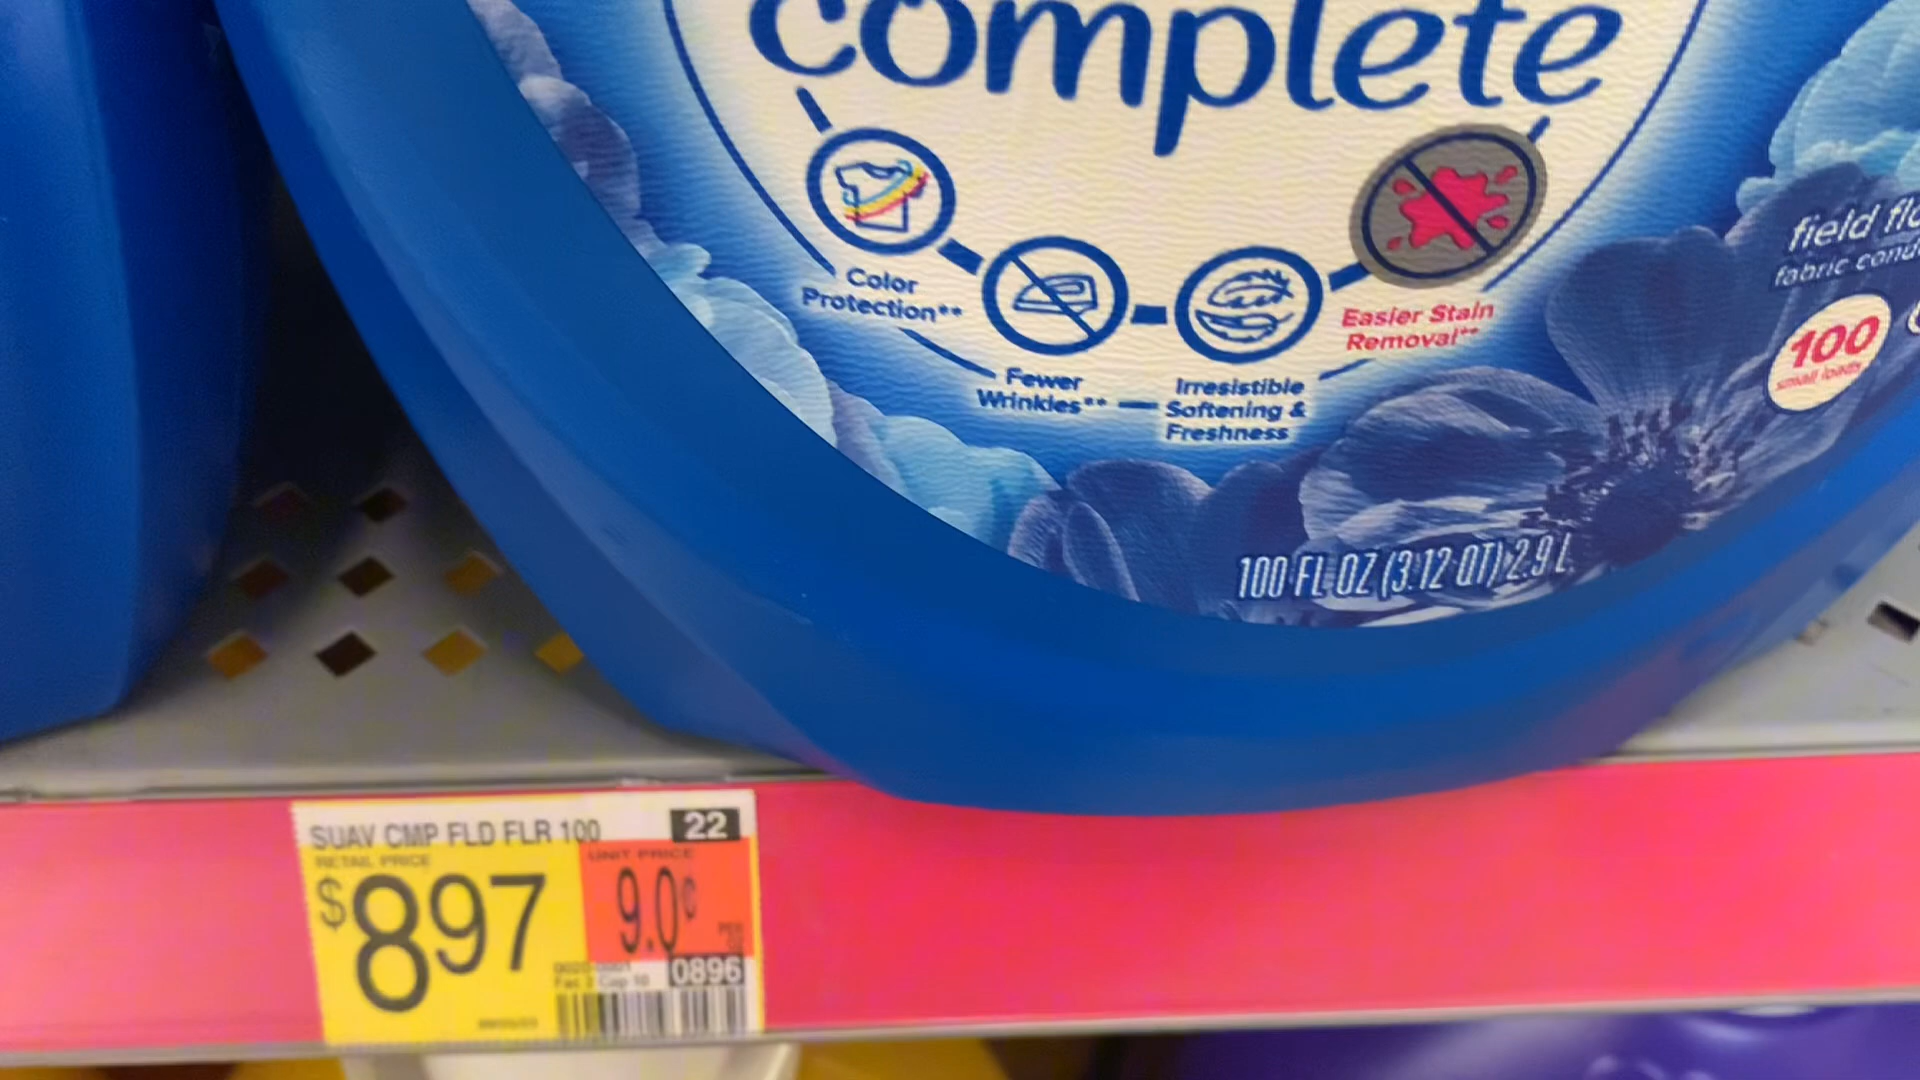 complete
Color
Protection**
Fewer
Wrinkles**
Irresistible
Softening &
Freshness
Easier Stain
Removal**
field
fabric
100
small loads
100 FL OZ (3.12 QT) 2.9 L
SUAV CMP FLD FLR 100
22
RETAIL PRICE
$897
UNIT PRICE
9.0¢
PER
OZ
0896